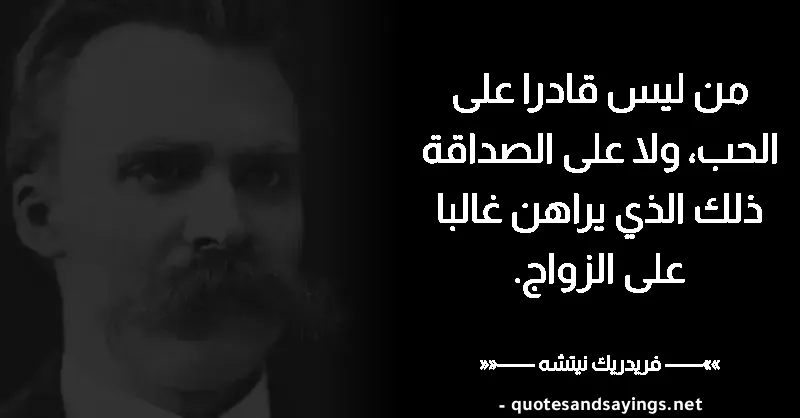 من ليس قادرا على
الحب، ولا على الصداقة
ذلك الذي يراهن غالبا
على الزواج.
»»—— فريدريك نيتشه ——««
- quotesandsayings.net